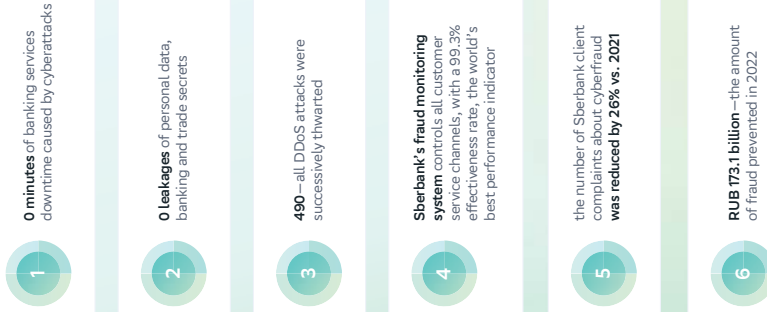 1
0 minutes of banking services
downtime caused by cyberattacks
2
0 leakages of personal data,
banking and trade secrets
3
490—all DDoS attacks were
successively thwarted
4
Sberbank's fraud monitoring
system controls all customer
service channels, with a 99.3%
effectiveness rate, the world's
best performance indicator
5
the number of Sberbank client
complaints about cyberfraud
was reduced by 26% vs. 2021
6
RUB 173.1 billion—the amount
of fraud prevented in 2022